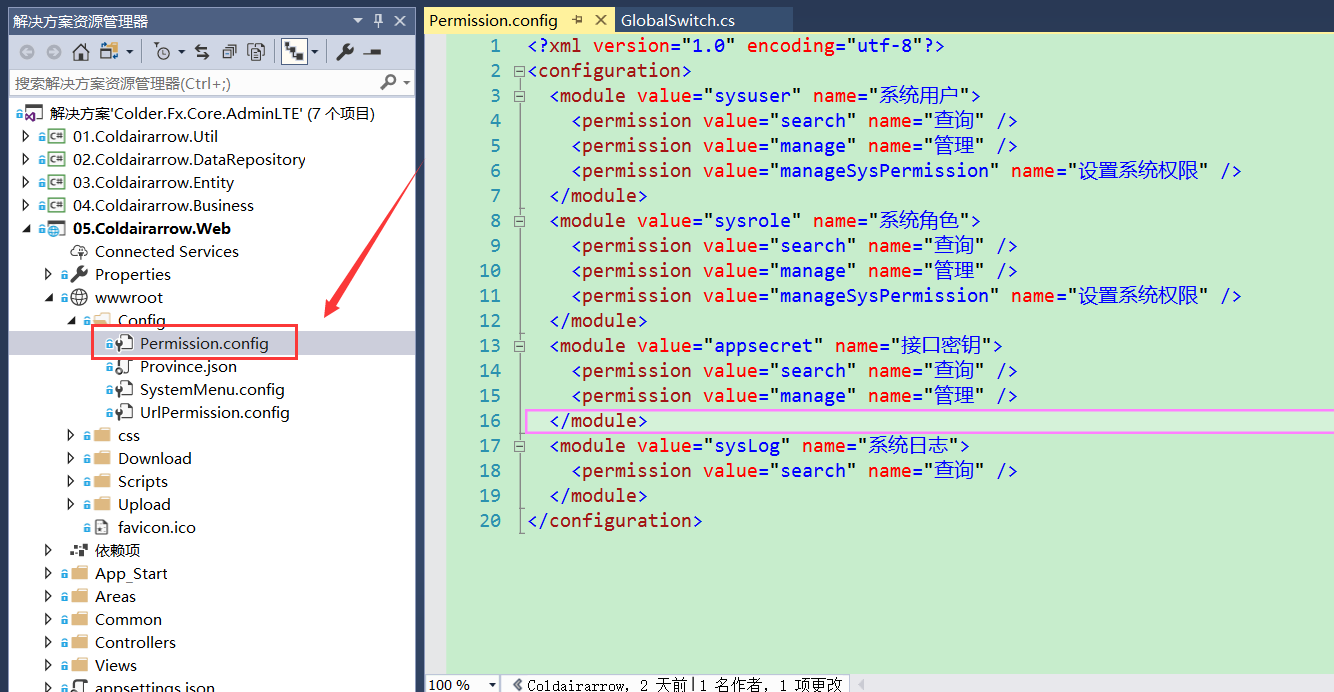 解决方案资源管理器
搜索解决方案资源管理器(Ctrl+;)
解决方案'Colder.Fx.Core.AdminLTE' (7 个项目)
01.Coldairarrow.Util
02.Coldairarrow.DataRepository
03.Coldairarrow.Entity
04.Coldairarrow.Business
05.Coldairarrow.Web
Connected Services
Properties
wwwroot
Config
Permission.config
Province.json
SystemMenu.config
UrlPermission.config
css
Download
Scripts
Upload
favicon.ico
依赖项
App_Start
Areas
Common
Controllers
Views
appsettings.json
Permission.config
GlobalSwitch.cs
1 <?xml version="1.0" encoding="utf-8"?>
2 <configuration>
3 <module value="sysuser" name="系统用户">
4 <permission value="search" name="查询" />
5 <permission value="manage" name="管理" />
6 <permission value="manageSysPermission" name="设置系统权限" />
7 </module>
8 <module value="sysrole" name="系统角色">
9 <permission value="search" name="查询" />
10 <permission value="manage" name="管理" />
11 <permission value="manageSysPermission" name="设置系统权限" />
12 </module>
13 <module value="appsecret" name="接口密钥">
14 <permission value="search" name="查询" />
15 <permission value="manage" name="管理" />
16 </module>
17 <module value="sysLog" name="系统日志">
18 <permission value="search" name="查询" />
19 </module>
20 </configuration>
100 %
Coldairarrow, 2 天前|1 名作者, 1 项更改